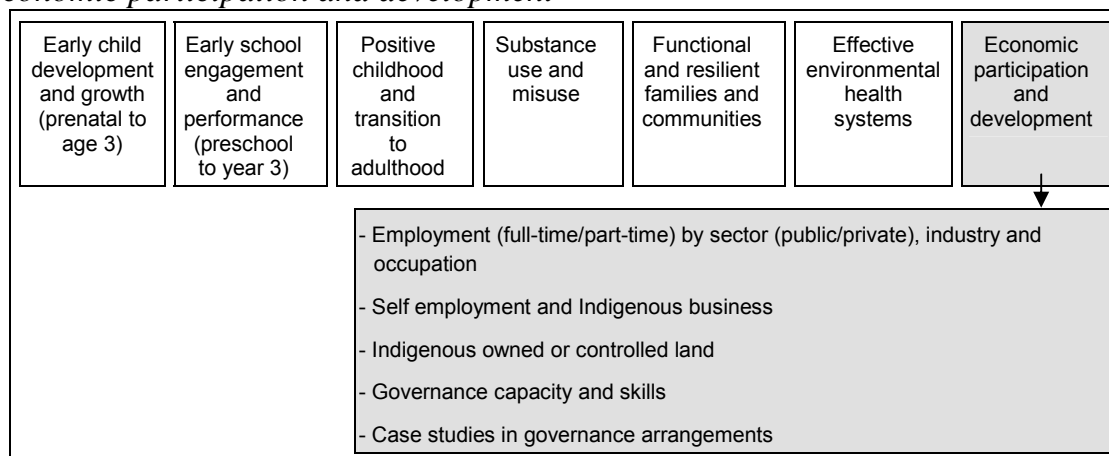 conomic participation and development
Early child
development
and growth
(prenatal to
age 3)
Early school
engagement
and
performance
(preschool
to year 3)
Positive
childhood
and
transition
to
adulthood
Substance
use and
misuse
Functional
and resilient
families and
communities
Effective
environmental
health
systems
Economic
participation
and
development
- Employment (full-time/part-time) by sector (public/private), industry and
occupation
- Self employment and Indigenous business
- Indigenous owned or controlled land
- Governance capacity and skills
- Case studies in governance arrangements